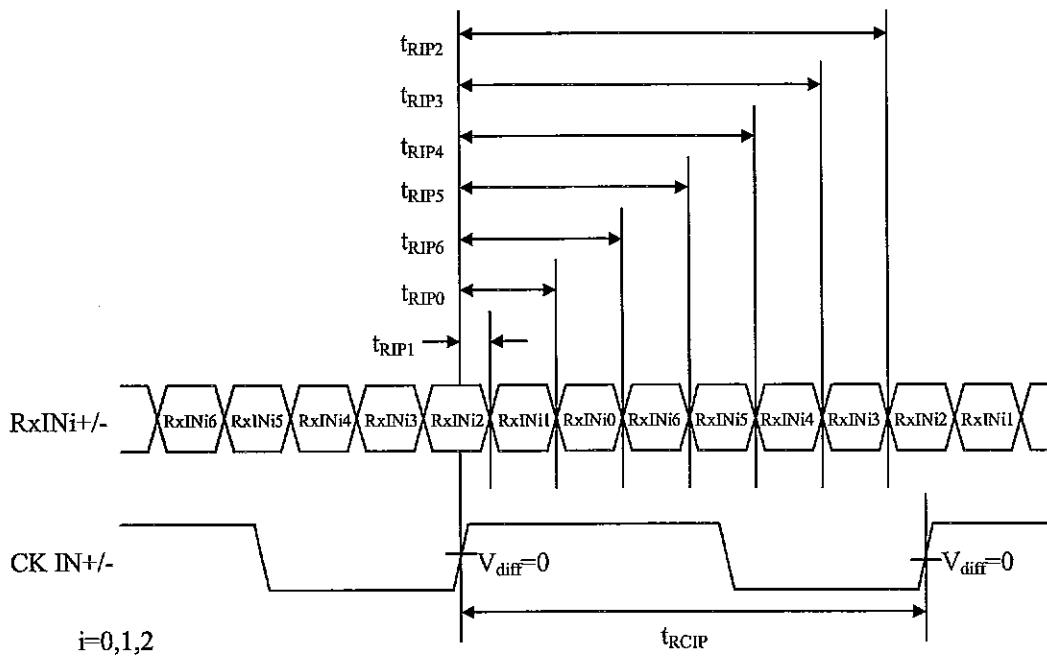 tRIP2
tRIP3
tRIP4
tRIP5
tRIP6
tRIP0
tRIP1
RxINi+/- RxINi6 RxINi5 RxINi4 RxINi3 RxINi2 RxINi1 RxINi0 RxINi6 RxINi5 RxINi4 RxINi3 RxINi2 RxINi1
CK IN+/- Vdiff=0 Vdiff=0
tRCIP
i=0,1,2